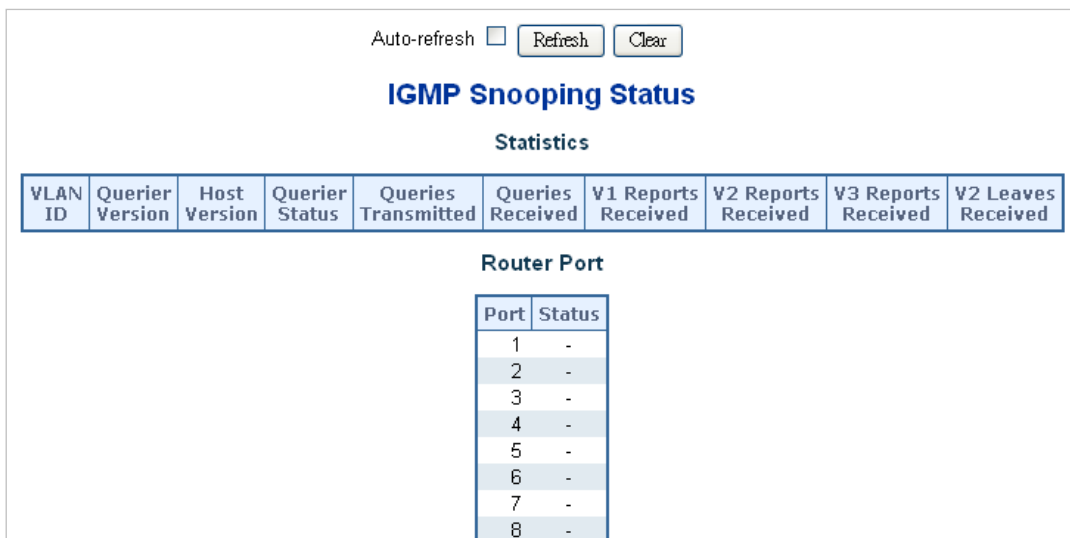 Auto-refresh Refresh Clear
IGMP Snooping Status
Statistics
VLAN ID Querier Version Host Version Querier Status Queries Transmitted Queries Received V1 Reports Received V2 Reports Received V3 Reports Received V2 Leaves Received
Router Port
Port Status
1 -
2 -
3 -
4 -
5 -
6 -
7 -
8 -